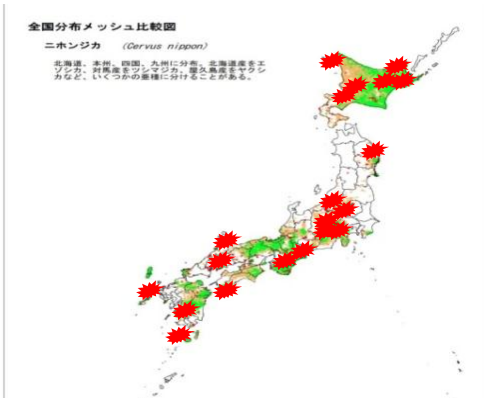 全国分布メッシュ比較図
ニホンジカ (Cervus nippon)
北海道、本州、四国、九州に分布。北海道産をエ
ゾシカ、対馬産をツシマジカ、屋久島産をヤクシ
カなど、いくつかの亜種に分けることがある。